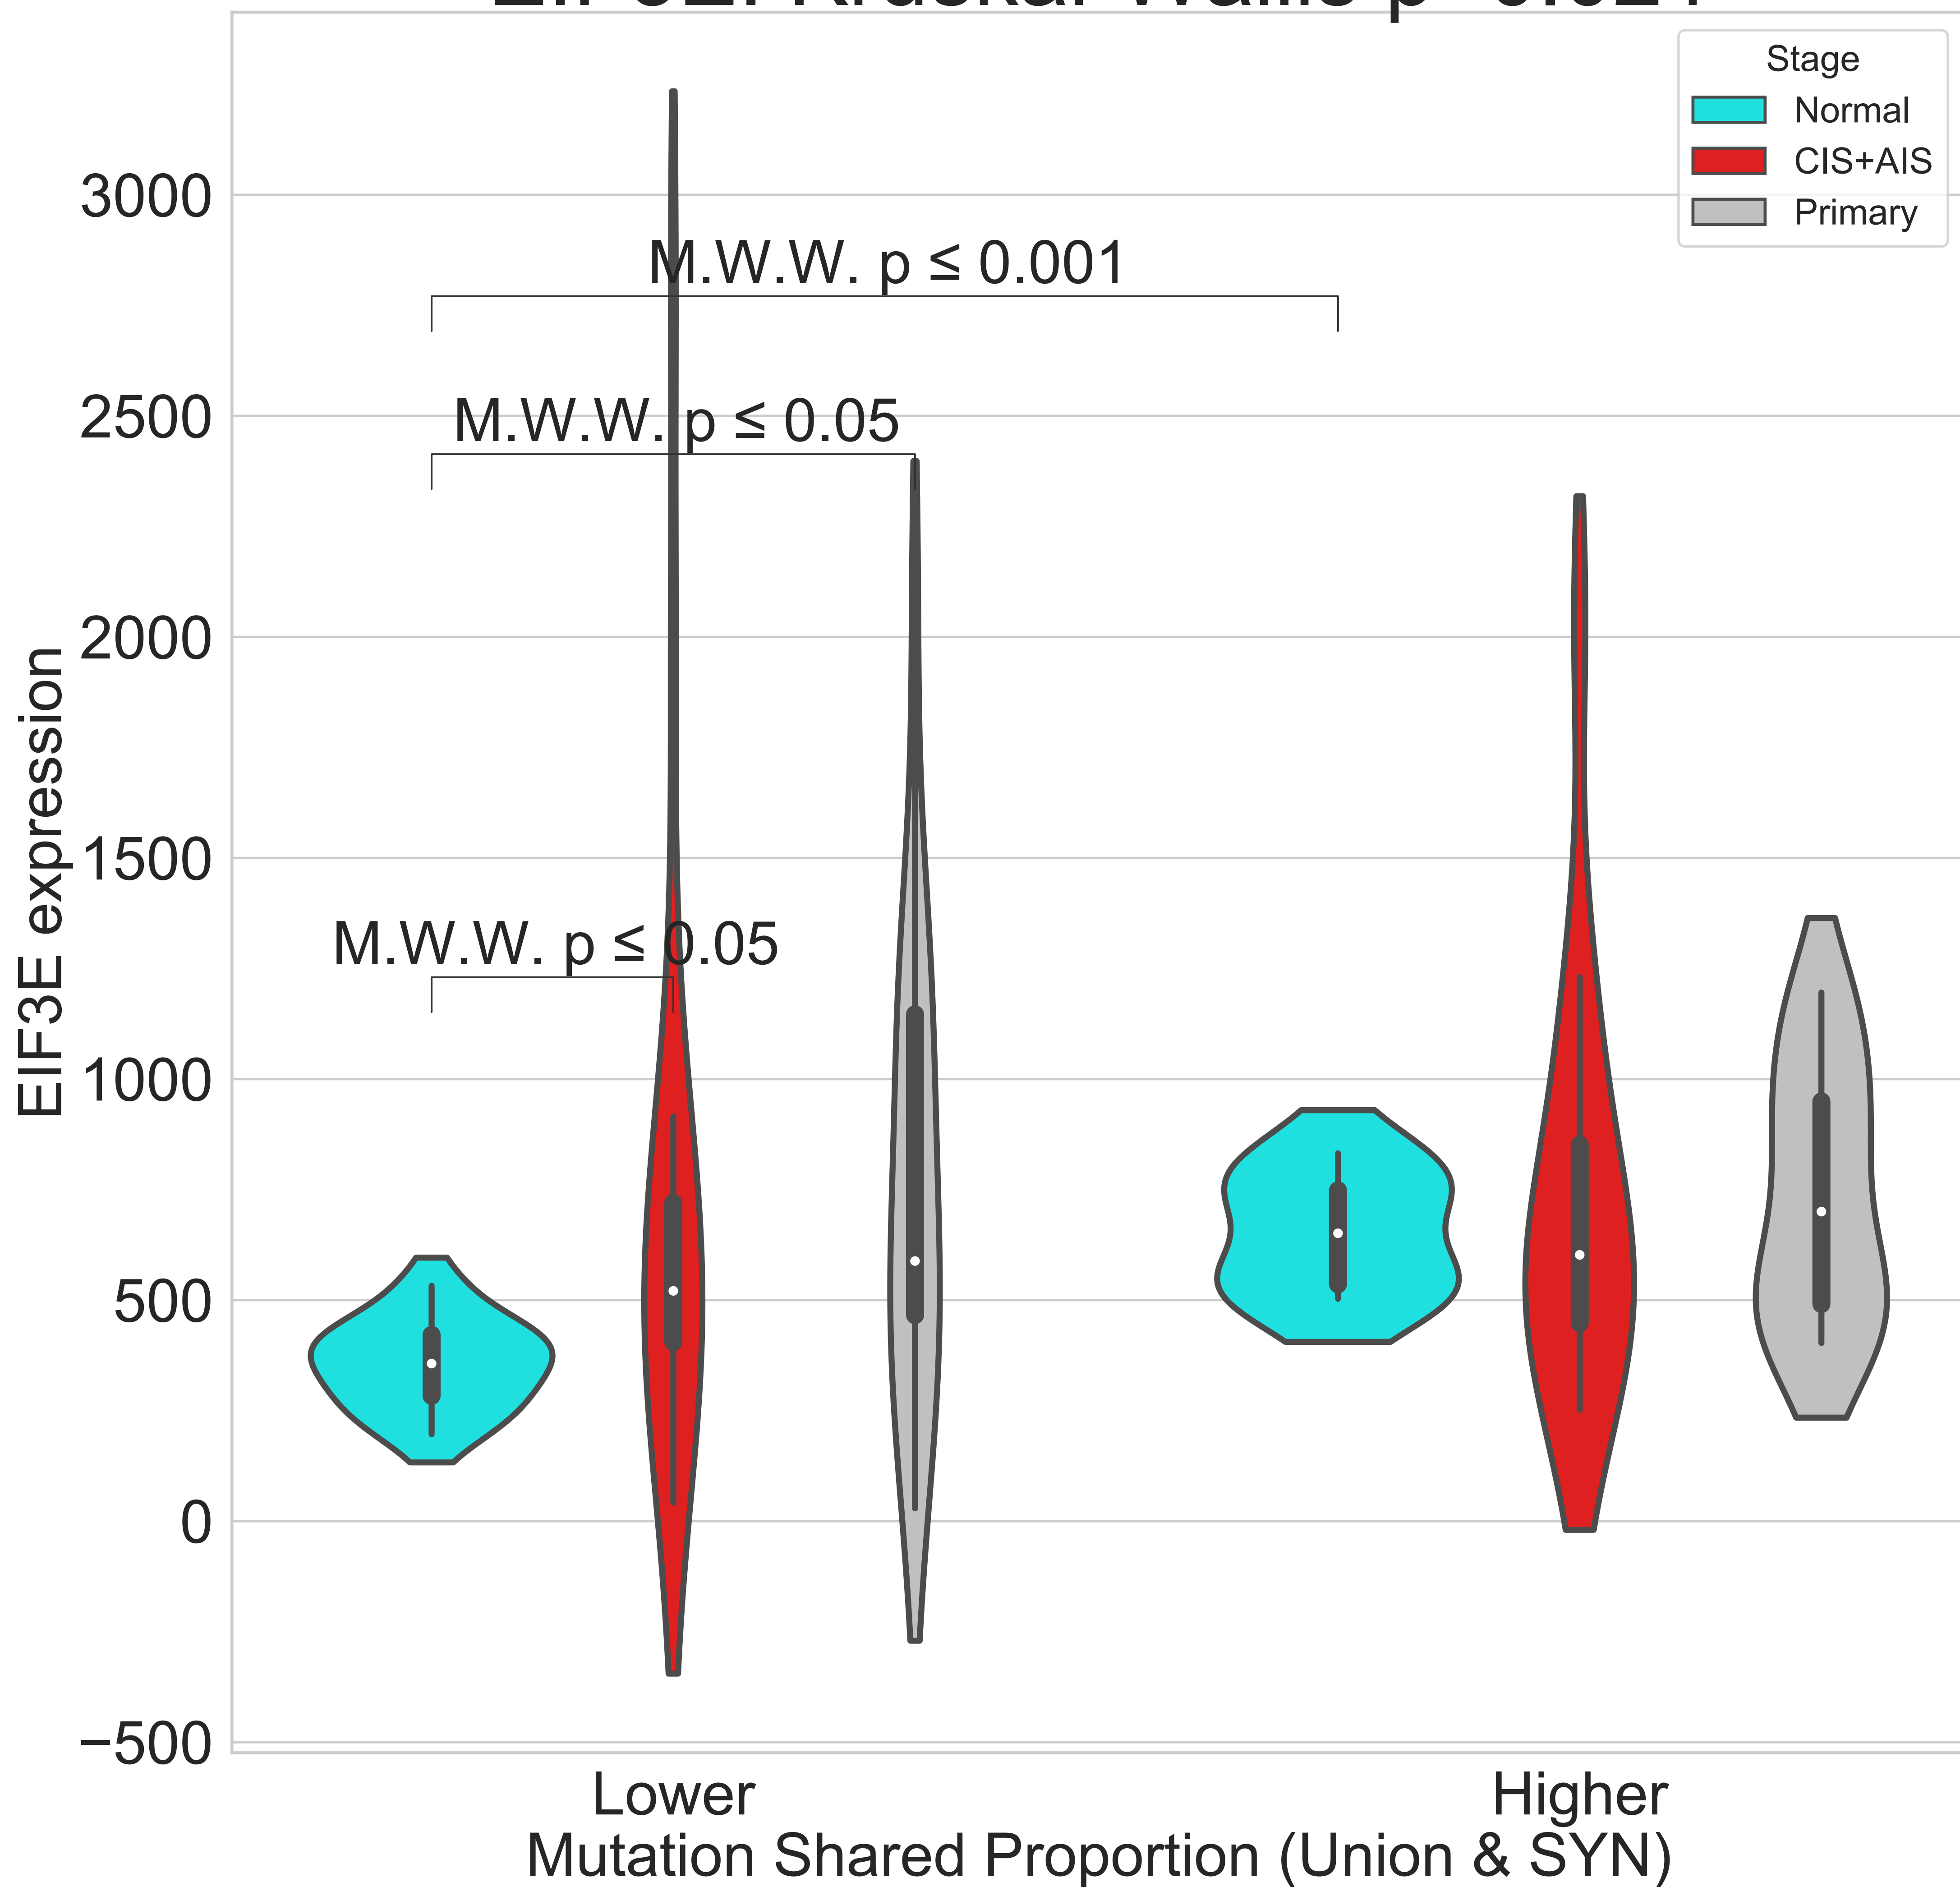 Stage
Normal
CIS+AIS
Primary
3000
2500
2000
1500
1000
500
0
−500
EIF3E expression
M.W.W. p ≤ 0.001
M.W.W. p ≤ 0.05
M.W.W. p ≤ 0.05
Lower
Higher
Mutation Shared Proportion (Union & SYN)